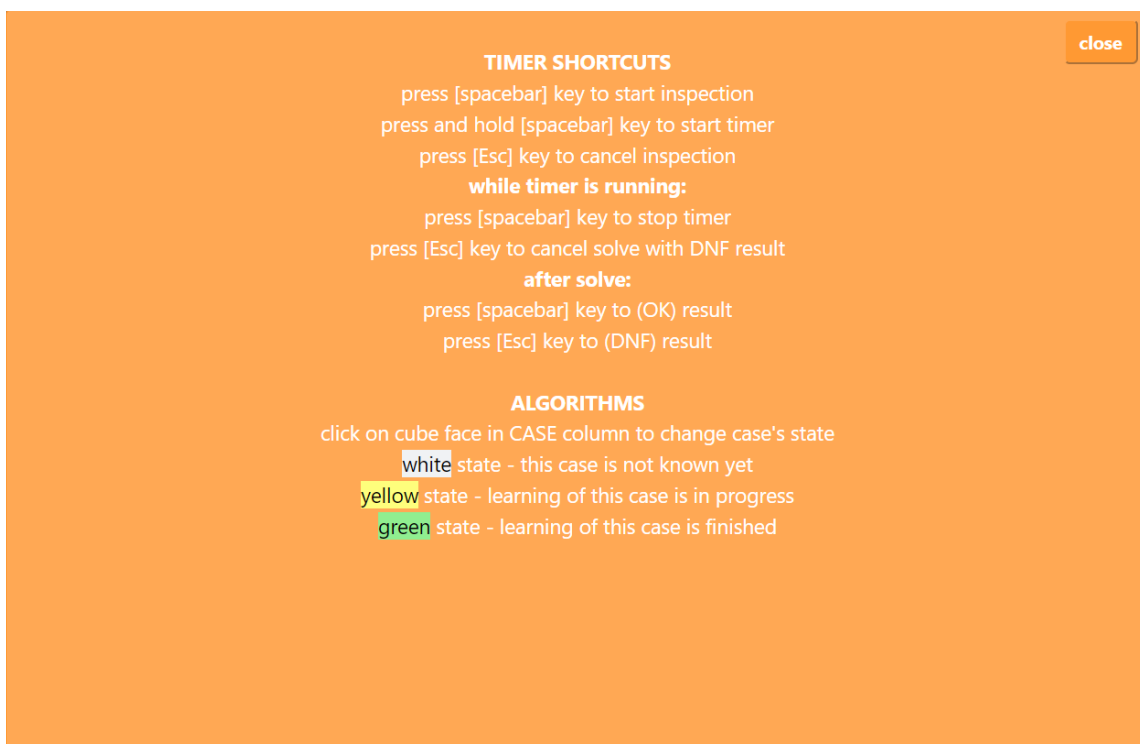 close
TIMER SHORTCUTS
press [spacebar] key to start inspection
press and hold [spacebar] key to start timer
press [Esc] key to cancel inspection
while timer is running:
press [spacebar] key to stop timer
press [Esc] key to cancel solve with DNF result
after solve:
press [spacebar] key to (OK) result
press [Esc] key to (DNF) result
ALGORITHMS
click on cube face in CASE column to change case's state
white state - this case is not known yet
yellow state - learning of this case is in progress
green state - learning of this case is finished